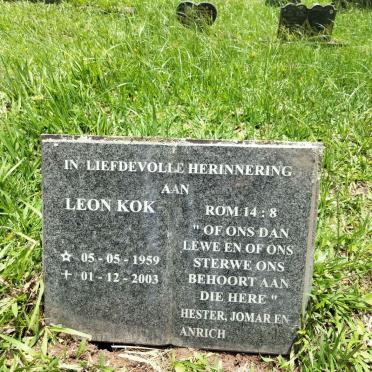 IN LIEFDEVOLLE HERINNERING
AAN
LEON KOK
☆ 05-05-1959
+ 01-12-2003
ROM 14 : 8
" OF ONS DAN
LEWE EN OF ONS
STERWE ONS
BEHOORT AAN
DIE HERE "
HESTER, JOMAR EN
ANRICH